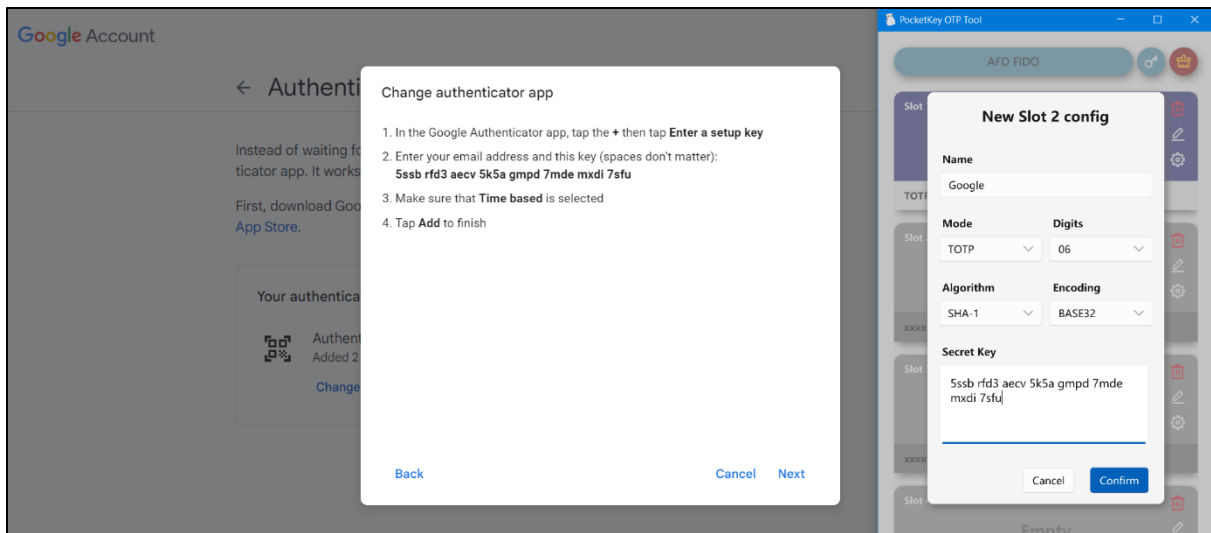 Google Account
← Authenti
Instead of waiting fo
ticator app. It works
First, download Goo
App Store.
Your authentica
Authent
Added 2
Change
Change authenticator app
1. In the Google Authenticator app, tap the + then tap Enter a setup key
2. Enter your email address and this key (spaces don't matter):
5ssb rfd3 aecv 5k5a gmpd 7mde mxdi 7sfu
3. Make sure that Time based is selected
4. Tap Add to finish
Back
Cancel
Next
PocketKey OTP Tool
AFD FIDO
Slot
TOTP
Slot
xxxx
Slot
xxxx
Slot
Empty
New Slot 2 config
Name
Google
Mode
Digits
TOTP
06
Algorithm
Encoding
SHA-1
BASE32
Secret Key
5ssb rfd3 aecv 5k5a gmpd 7mde
mxdi 7sfu
Cancel
Confirm